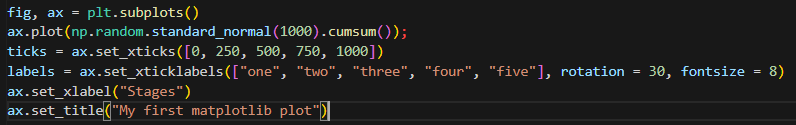 fig, ax = plt.subplots()
ax.plot(np.random.standard_normal(1000).cumsum());
ticks = ax.set_xticks([0, 250, 500, 750, 1000])
labels = ax.set_xticklabels(["one", "two", "three", "four", "five"], rotation = 30, fontsize = 8)
ax.set_xlabel("Stages")
ax.set_title("My first matplotlib plot")